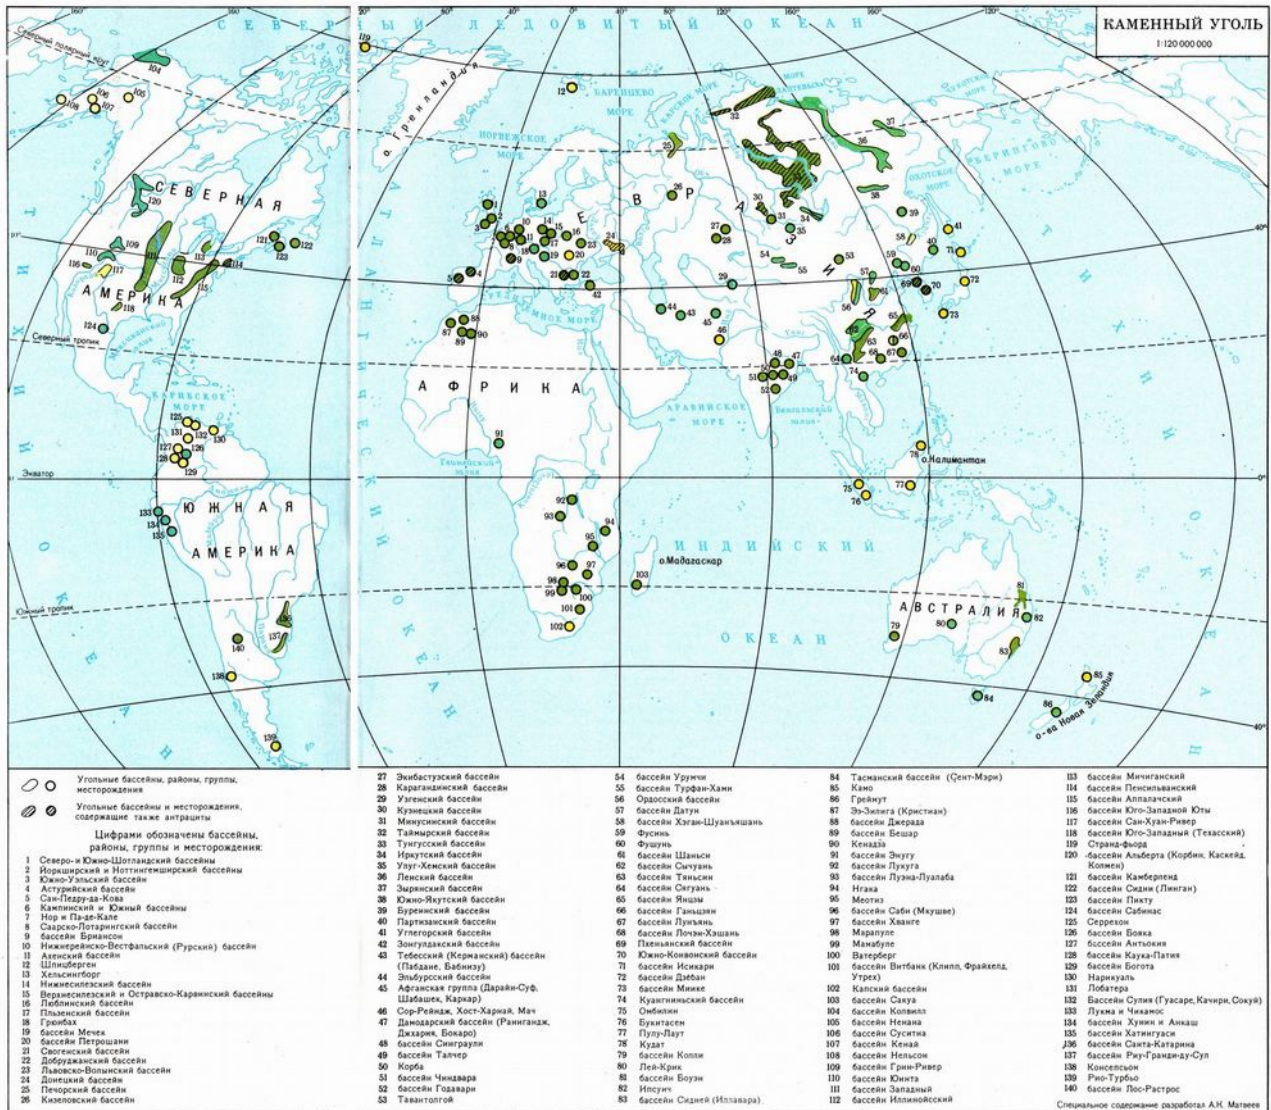 КАМЕННЫЙ УГОЛЬ
1:120 000 000
СЕВЕРНЫЙ ЛЕДОВИТЫЙ ОКЕАН
Северный полярный круг
о. Гренландия
БАРЕНЦЕВО
МОРЕ
КАРСКОЕ МОРЕ
НОРВЕЖСКОЕ
МОРЕ
БЕРИНГОВО
МОРЕ
ОХОТСКОЕ
МОРЕ
СЕВЕРНАЯ
АМЕРИКА
ЕВРАЗИЯ
Северный тропик
КАРИБСКОЕ
МОРЕ
СРЕДИЗЕМНОЕ МОРЕ
АФРИКА
АРАВИЙСКОЕ
МОРЕ
Бенгальский
залив
Гвинейский
залив
Экватор
о.Калимантан
ЮЖНАЯ
АМЕРИКА
ИНДИЙСКИЙ
ОКЕАН
о.Мадагаскар
Южный тропик
АВСТРАЛИЯ
о-ва Новая Зеландия
Угольные бассейны, районы, группы,
месторождения
Угольные бассейны и месторождения,
содержащие также антрациты
Цифрами обозначены бассейны,
районы, группы и месторождения:
1 Северо- и Южно-Шотландский бассейны
2 Йоркширский и Ноттингемширский бассейны
3 Южно-Уэльский бассейн
4 Астурийский бассейн
5 Сан-Педру-да-Кова
6 Кампинский и Южный бассейны
7 Нор и Па-де-Кале
8 Саарско-Лотарингский бассейн
9 бассейн Бриансон
10 Нижнерейнско-Вестфальский (Рурский) бассейн
11 Ахенский бассейн
12 Шпицберген
13 Хельсингборг
14 Нижнесилезский бассейн
15 Верхнесилезский и Остравско-Карвинский бассейны
16 Люблинский бассейн
17 Пльзенский бассейн
18 Грюнбах
19 бассейн Мечек
20 бассейн Петрошани
21 Свогенский бассейн
22 Добруджанский бассейн
23 Львовско-Волынский бассейн
24 Донецкий бассейн
25 Печорский бассейн
26 Кизеловский бассейн
27 Экибастузский бассейн
28 Карагандинский бассейн
29 Узгенский бассейн
30 Кузнецкий бассейн
31 Минусинский бассейн
32 Таймырский бассейн
33 Тунгусский бассейн
34 Иркутский бассейн
35 Улуг-Хемский бассейн
36 Ленский бассейн
37 Зырянский бассейн
38 Южно-Якутский бассейн
39 Буреинский бассейн
40 Партизанский бассейн
41 Углегорский бассейн
42 Зонгулдакский бассейн
43 Тебесский (Керманский) бассейн
(Пабдане, Бабнизу)
44 Эльбурсский бассейн
45 Афганская группа (Дарайи-Суф,
Шабашек, Каркар)
46 Сор-Рейндж, Хост-Харнай, Мач
47 Дамодарский бассейн (Ранигандж,
Джхария, Бокаро)
48 бассейн Синграули
49 бассейн Талчер
50 Корба
51 бассейн Чиндвара
52 бассейн Годавари
53 Тавантолгой
54 бассейн Урумчи
55 бассейн Турфан-Хами
56 Ордосский бассейн
57 бассейн Датун
58 бассейн Хэган-Шуанъяшань
59 Фусинь
60 Фушунь
61 бассейн Шаньси
62 бассейн Сычуань
63 бассейн Тяньсин
64 бассейн Сягуань
65 бассейн Янцзы
66 бассейн Ганьцзян
67 бассейн Лунъянь
68 бассейн Лочэн-Хэшань
69 Пхеньянский бассейн
70 Южно-Конвонский бассейн
71 бассейн Исикари
72 бассейн Дзёбан
73 бассейн Миике
74 Куангниньский бассейн
75 Омбилин
76 Букитасем
77 Пулу-Лаут
78 Кудат
79 бассейн Колли
80 Лей-Крик
81 бассейн Боуэн
82 Ипсуич
83 бассейн Сидней (Иллавара)
84 Тасманский бассейн (Сент-Мэри)
85 Камо
86 Греймут
87 Эз-Зилига (Кристиан)
88 бассейн Джерада
89 бассейн Бешар
90 Кенадза
91 бассейн Энугу
92 бассейн Лукуга
93 бассейн Луэна-Луалаба
94 Нгака
95 Меотиз
96 бассейн Саби (Мкушве)
97 бассейн Хванге
98 Марапуле
99 Мамабуле
100 Ватерберг
101 бассейн Витбанк (Клипп, Фрайхелд,
Утрех)
102 Капский бассейн
103 бассейн Сакуа
104 бассейн Колвилл
105 бассейн Ненана
106 бассейн Суситна
107 бассейн Кенай
108 бассейн Нельсон
109 бассейн Грин-Ривер
110 бассейн Юинта
111 бассейн Западный
112 бассейн Иллинойсский
113 бассейн Мичиганский
114 бассейн Пенсильванский
115 бассейн Аппалачский
116 бассейн Юго-Западной Юты
117 бассейн Сан-Хуан-Ривер
118 бассейн Юго-Западный (Техасский)
119 Странд-фьорд
120 бассейн Альберта (Корбин, Каскейд,
Колмен)
121 бассейн Камберленд
122 бассейн Сидни (Линган)
123 бассейн Пикту
124 бассейн Сабинас
125 Серрехон
126 бассейн Бояка
127 бассейн Антьокия
128 бассейн Каука-Патия
129 бассейн Богота
130 Нарикуаль
131 Лобатера
132 Бассейн Сулия (Гуасаре, Качири, Сокуй)
133 Лукма и Чикамос
134 бассейн Хунин и Анкаш
135 бассейн Хатингуаси
136 бассейн Санта-Катарина
137 бассейн Риу-Гранди-ду-Сул
138 Консепсьон
139 Рио-Турбьо
140 бассейн Лос-Растрос
Специальное содержание разработал А.К. Матвеев